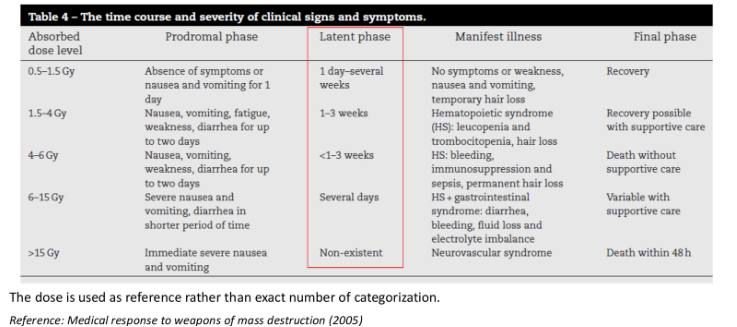 Table 4 – The time course and severity of clinical signs and symptoms.
Absorbed dose level Prodromal phase Latent phase Manifest illness Final phase
0.5–1.5 Gy Absence of symptoms or 1 day–several No symptoms or weakness, Recovery
nausea and vomiting for 1 weeks nausea and vomiting,
day temporary hair loss
1.5–4 Gy Nausea, vomiting, fatigue, 1–3 weeks Hematopoietic syndrome Recovery possible
weakness, diarrhea for up (HS): leucopenia and with supportive care
to two days trombocitopenia, hair loss
4–6 Gy Nausea, vomiting, <1–3 weeks HS: bleeding, Death without
weakness, diarrhea for up immunosuppression and supportive care
to two days sepsis, permanent hair loss
6–15 Gy Severe nausea and Several days HS + gastrointestinal Variable with
vomiting, diarrhea in syndrome: diarrhea, supportive care
shorter period of time bleeding, fluid loss and
electrolyte imbalance
>15 Gy Immediate severe nausea Non-existent Neurovascular syndrome Death within 48 h
and vomiting
The dose is used as reference rather than exact number of categorization.
Reference: Medical response to weapons of mass destruction (2005)